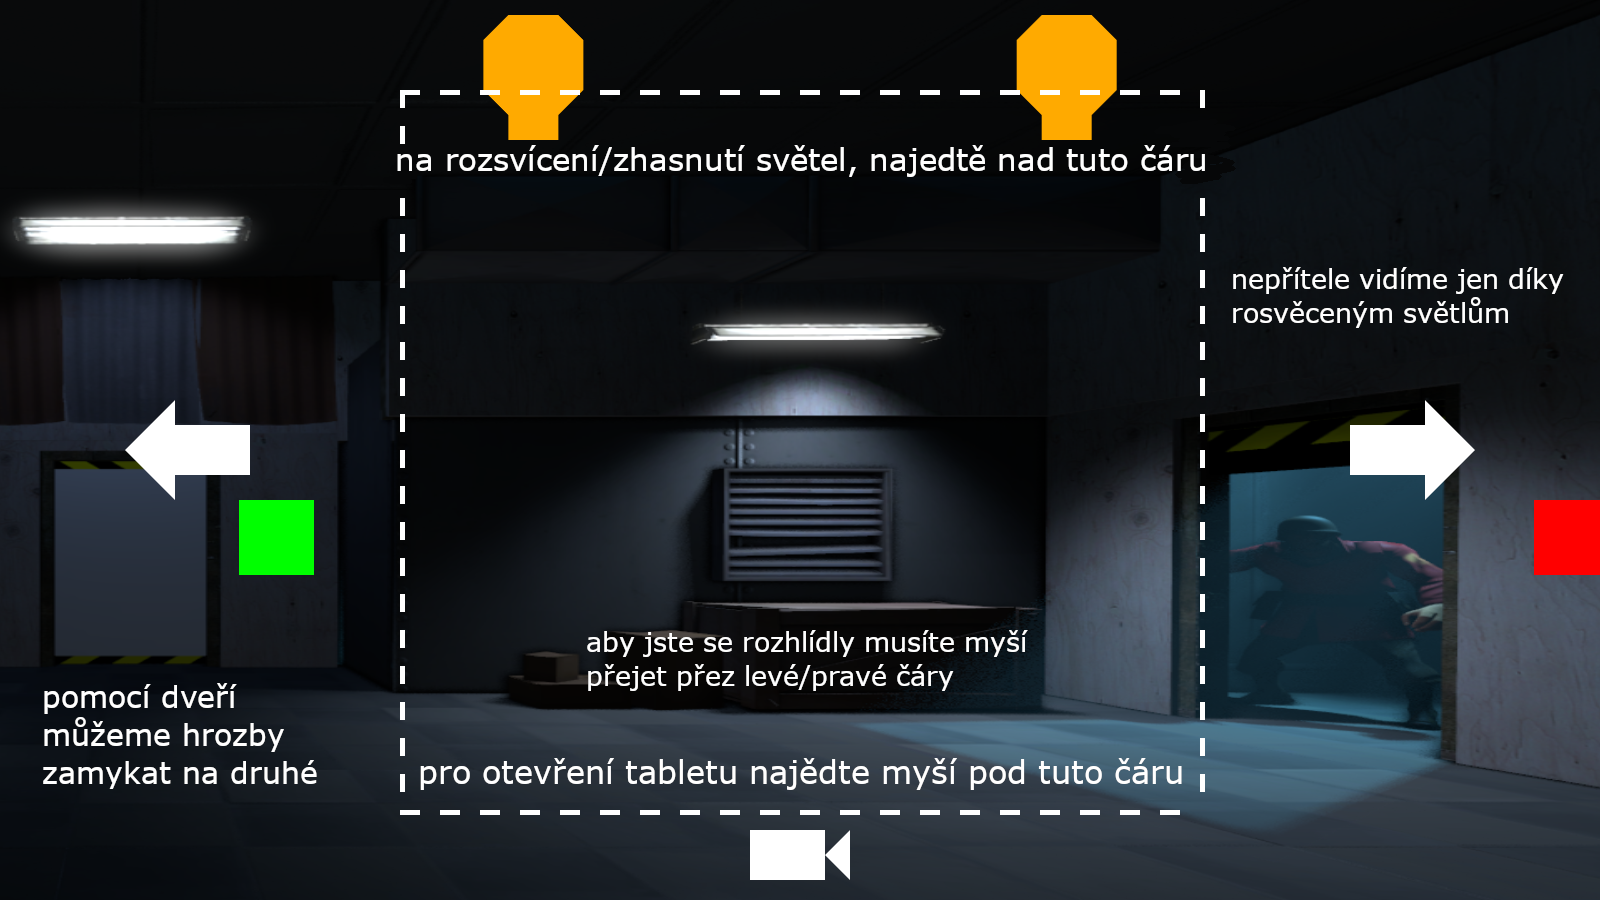 na rozsvícení/zhasnutí světel, najedtě nad tuto čáru
nepřítele vidíme jen díky
rosvěceným světlům
aby jste se rozhlídly musíte myší
přejet přez levé/pravé čáry
pomocí dveří
můžeme hrozby
zamykat na druhé
pro otevření tabletu najědte myší pod tuto čáru